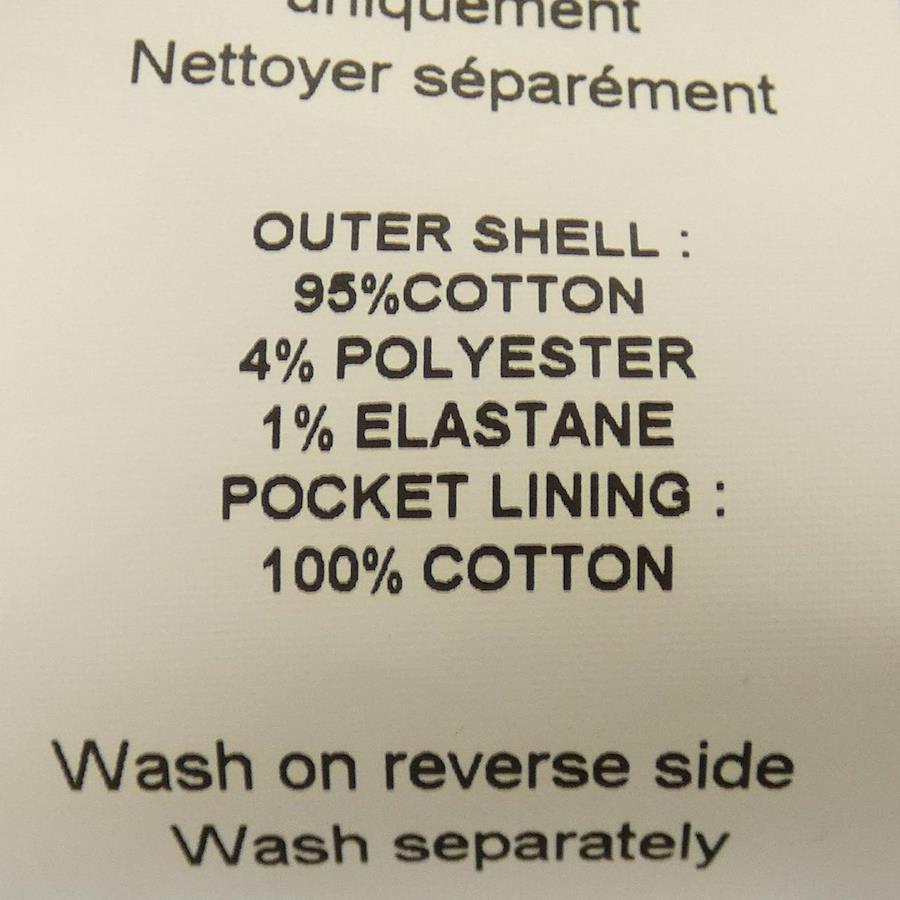 uniquement
Nettoyer séparément
OUTER SHELL :
95%COTTON
4% POLYESTER
1% ELASTANE
POCKET LINING :
100% COTTON
Wash on reverse side
Wash separately